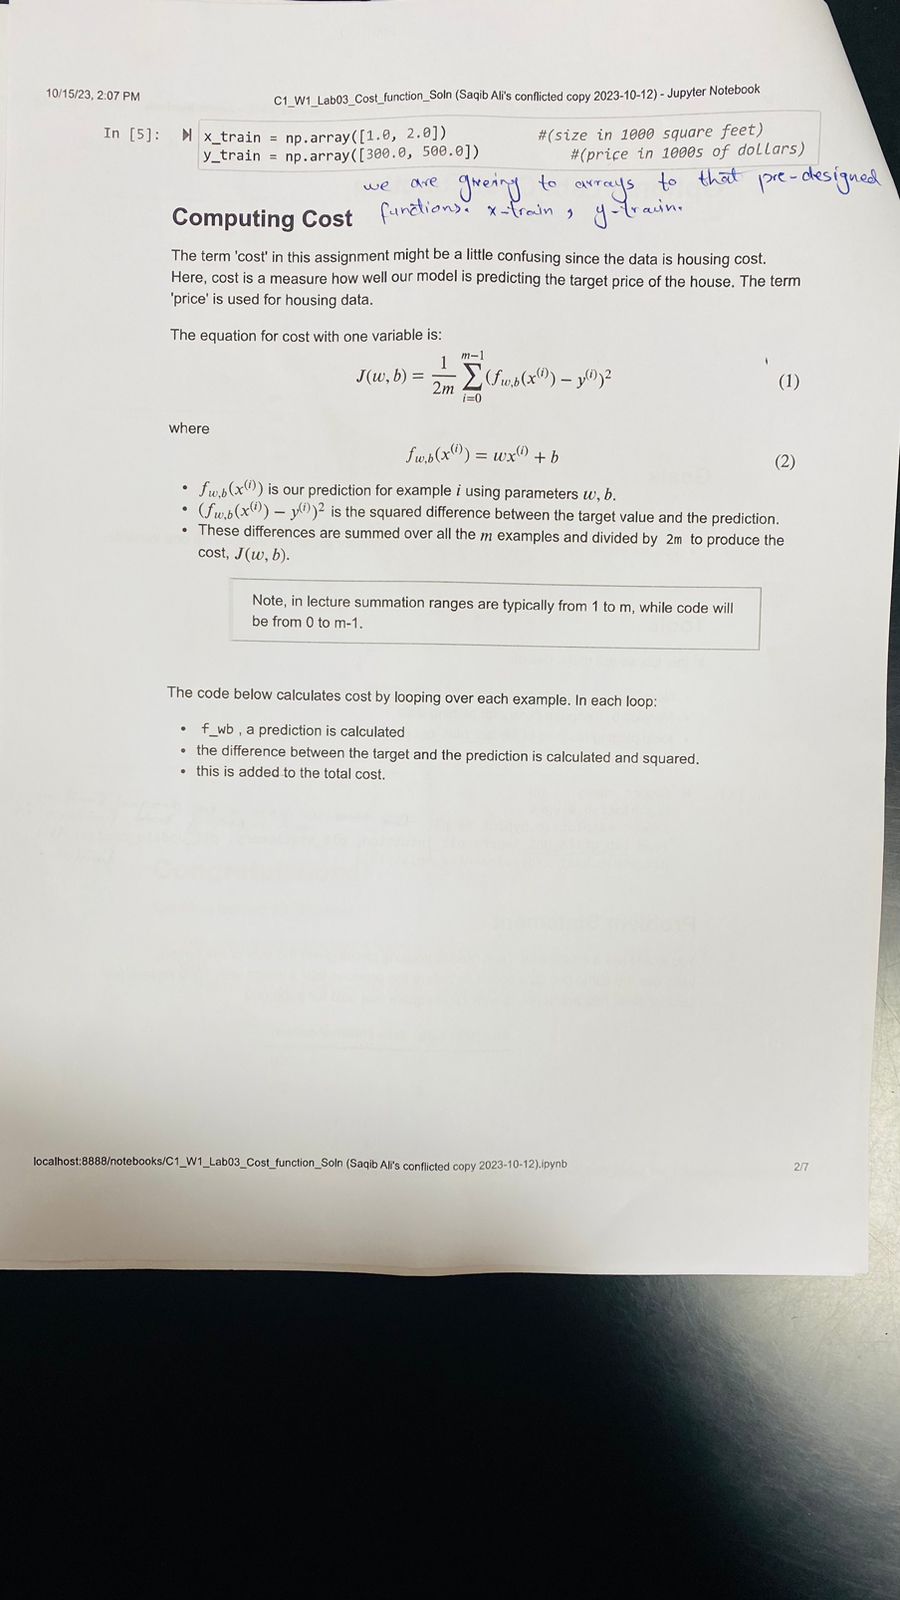 10/15/23, 2:07 PM
C1_W1_Lab03_Cost_function_Soln (Saqib Ali's conflicted copy 2023-10-12) - Jupyter Notebook
In [5]: x_train = np.array([1.0, 2.0]) #(size in 1000 square feet)
y_train = np.array([300.0, 500.0]) #(price in 1000s of dollars)
we are giveing to arrays to that pre-designed
functions. x-train, y-train.
Computing Cost
The term 'cost' in this assignment might be a little confusing since the data is housing cost.
Here, cost is a measure how well our model is predicting the target price of the house. The term
'price' is used for housing data.
The equation for cost with one variable is:
J(w, b) = \frac{1}{2m} \sum_{i=0}^{m-1} (f_{w,b}(x^{(i)}) − y^{(i)})^2 (1)
where
f_{w,b}(x^{(i)}) = wx^{(i)} + b (2)
• f_{w,b}(x^{(i)}) is our prediction for example i using parameters w, b.
• (f_{w,b}(x^{(i)}) − y^{(i)})^2 is the squared difference between the target value and the prediction.
• These differences are summed over all the m examples and divided by 2m to produce the
cost, J(w, b).
Note, in lecture summation ranges are typically from 1 to m, while code will
be from 0 to m-1.
The code below calculates cost by looping over each example. In each loop:
• f_wb , a prediction is calculated
• the difference between the target and the prediction is calculated and squared.
• this is added to the total cost.
localhost:8888/notebooks/C1_W1_Lab03_Cost_function_Soln (Saqib Ali's conflicted copy 2023-10-12).ipynb
2/7